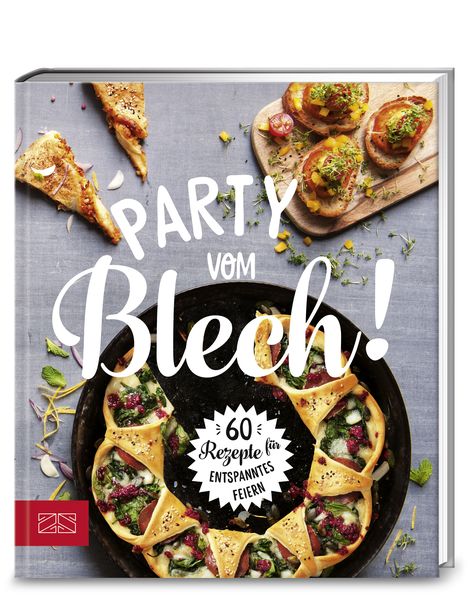 PARTY
VOM
Blech!
60
Rezepte für
ENTSPANNTES
FEIERN
ZS